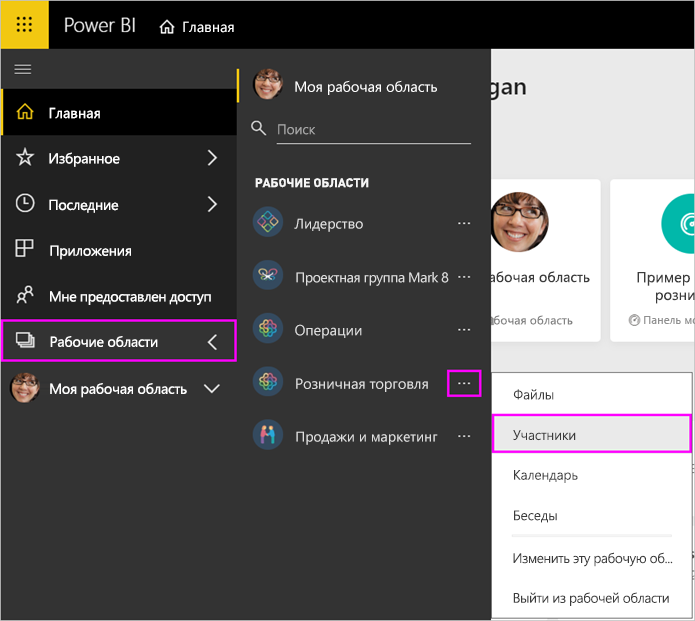 Power BI
Главная
Главная
Избранное
Последние
Приложения
Мне предоставлен доступ
Рабочие области
Моя рабочая область
Моя рабочая область
Поиск
РАБОЧИЕ ОБЛАСТИ
Лидерство
Проектная группа Mark 8
Операции
Розничная торговля
Продажи и маркетинг
gan
абочая область
бочая область
Пример
розни
Панель мо
Файлы
Участники
Календарь
Беседы
Изменить эту рабочую об...
Выйти из рабочей области